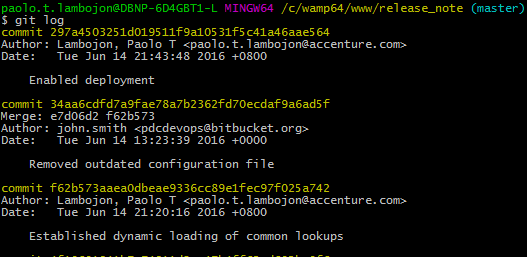 paolo.t.lambojon@DBNP-6D4GBT1-L MINGW64 /c/wamp64/www/release_note (master)
$ git log
commit 297a4503251d019511f9a10531f5c41a46aae564
Author: Lambojon, Paolo T <paolo.t.lambojon@accenture.com>
Date:   Tue Jun 14 21:43:48 2016 +0800

    Enabled deployment

commit 34aa6cdfd7a9fae78a7b2362fd70ecdaf9a6ad5f
Merge: e7d06d2 f62b573
Author: john.smith <pdcdevops@bitbucket.org>
Date:   Tue Jun 14 13:23:39 2016 +0000

    Removed outdated configuration file

commit f62b573aaea0dbeae9336cc89e1fec97f025a742
Author: Lambojon, Paolo T <paolo.t.lambojon@accenture.com>
Date:   Tue Jun 14 21:20:16 2016 +0800

    Established dynamic loading of common lookups